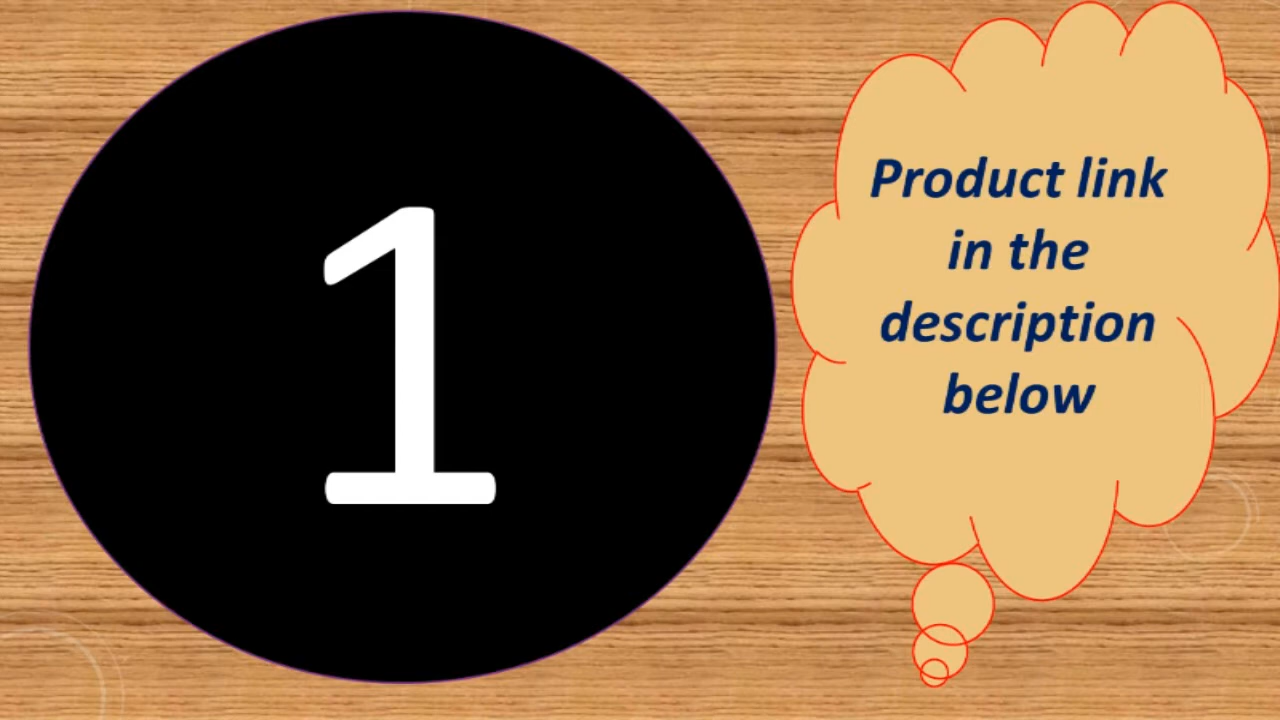 1
Product link
in the
description
below